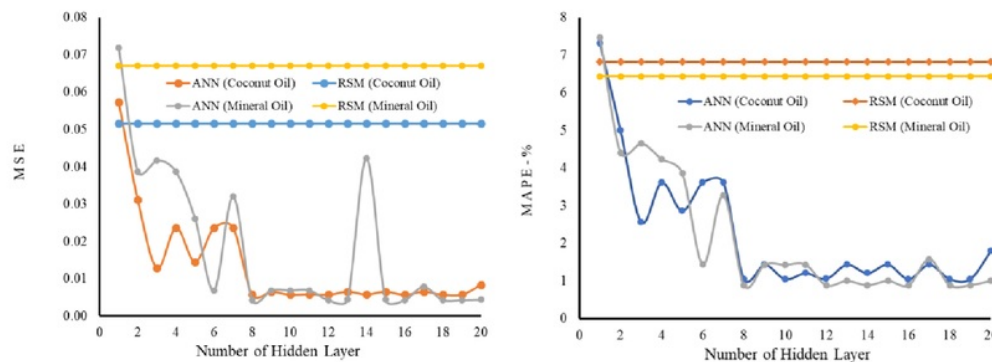 0.08
0.07
0.06
0.05
0.04
0.03
0.02
0.01
0.00
MSE
ANN (Coconut Oil) RSM (Coconut Oil)
ANN (Mineral Oil) RSM (Mineral Oil)
0 2 4 6 8 10 12 14 16 18 20
Number of Hidden Layer
8
7
6
5
4
3
2
1
0
MAPE-%
ANN (Coconut Oil) RSM (Coconut Oil)
ANN (Mineral Oil) RSM (Mineral Oil)
0 2 4 6 8 10 12 14 16 18 20
Number of Hidden Layer